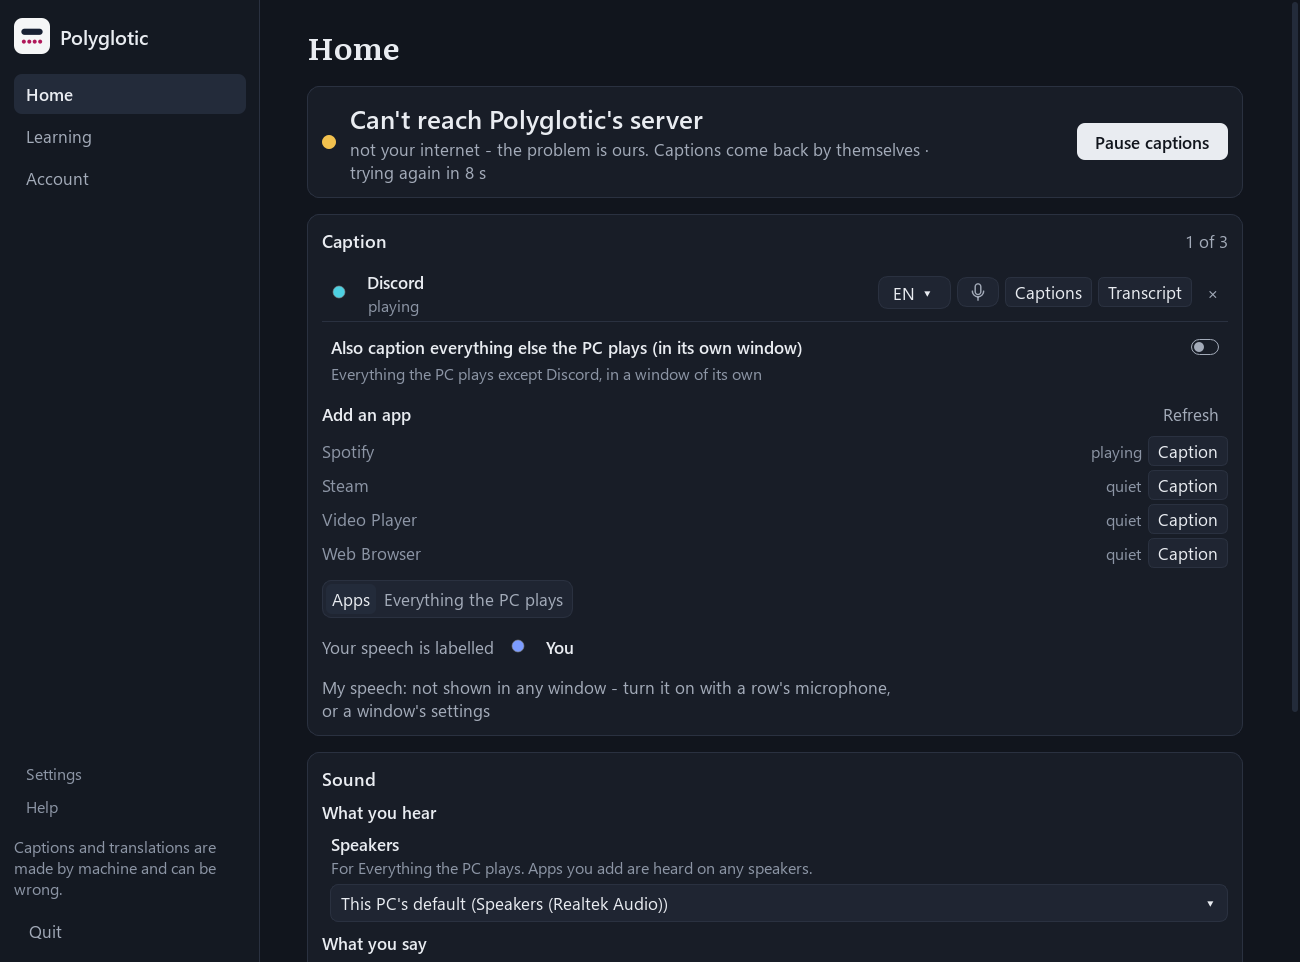 Polyglotic
Home
Learning
Account
Settings
Help
Captions and translations are
made by machine and can be
wrong.
Quit
Home
Can't reach Polyglotic's server
not your internet - the problem is ours. Captions come back by themselves ·
trying again in 8 s
Pause captions
Caption
1 of 3
Discord
playing
EN ▾
Captions
Transcript
×
Also caption everything else the PC plays (in its own window)
Everything the PC plays except Discord, in a window of its own
Add an app
Refresh
Spotify
playing
Caption
Steam
quiet
Caption
Video Player
quiet
Caption
Web Browser
quiet
Caption
Apps
Everything the PC plays
Your speech is labelled
You
My speech: not shown in any window - turn it on with a row's microphone,
or a window's settings
Sound
What you hear
Speakers
For Everything the PC plays. Apps you add are heard on any speakers.
This PC's default (Speakers (Realtek Audio)) ▾
What you say